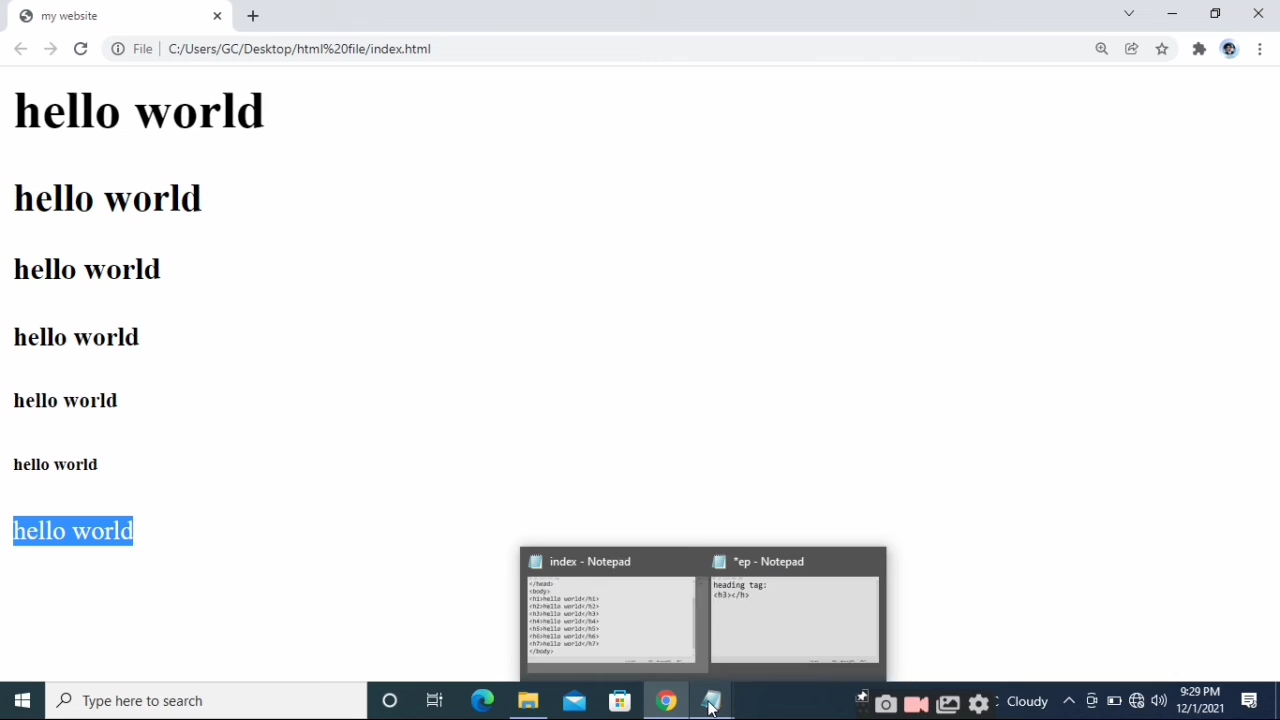 my website
File C:/Users/GC/Desktop/html%20file/index.html
hello world
hello world
hello world
hello world
hello world
hello world
hello world
index - Notepad
*ep - Notepad
</head>
<body>
<h1>hello world</h1>
<h2>hello world</h2>
<h3>hello world</h3>
<h4>hello world</h4>
<h5>hello world</h5>
<h6>hello world</h6>
<h7>hello world</h7>
</body>
heading tag:
<h3></h>
Type here to search
Cloudy
9:29 PM
12/1/2021